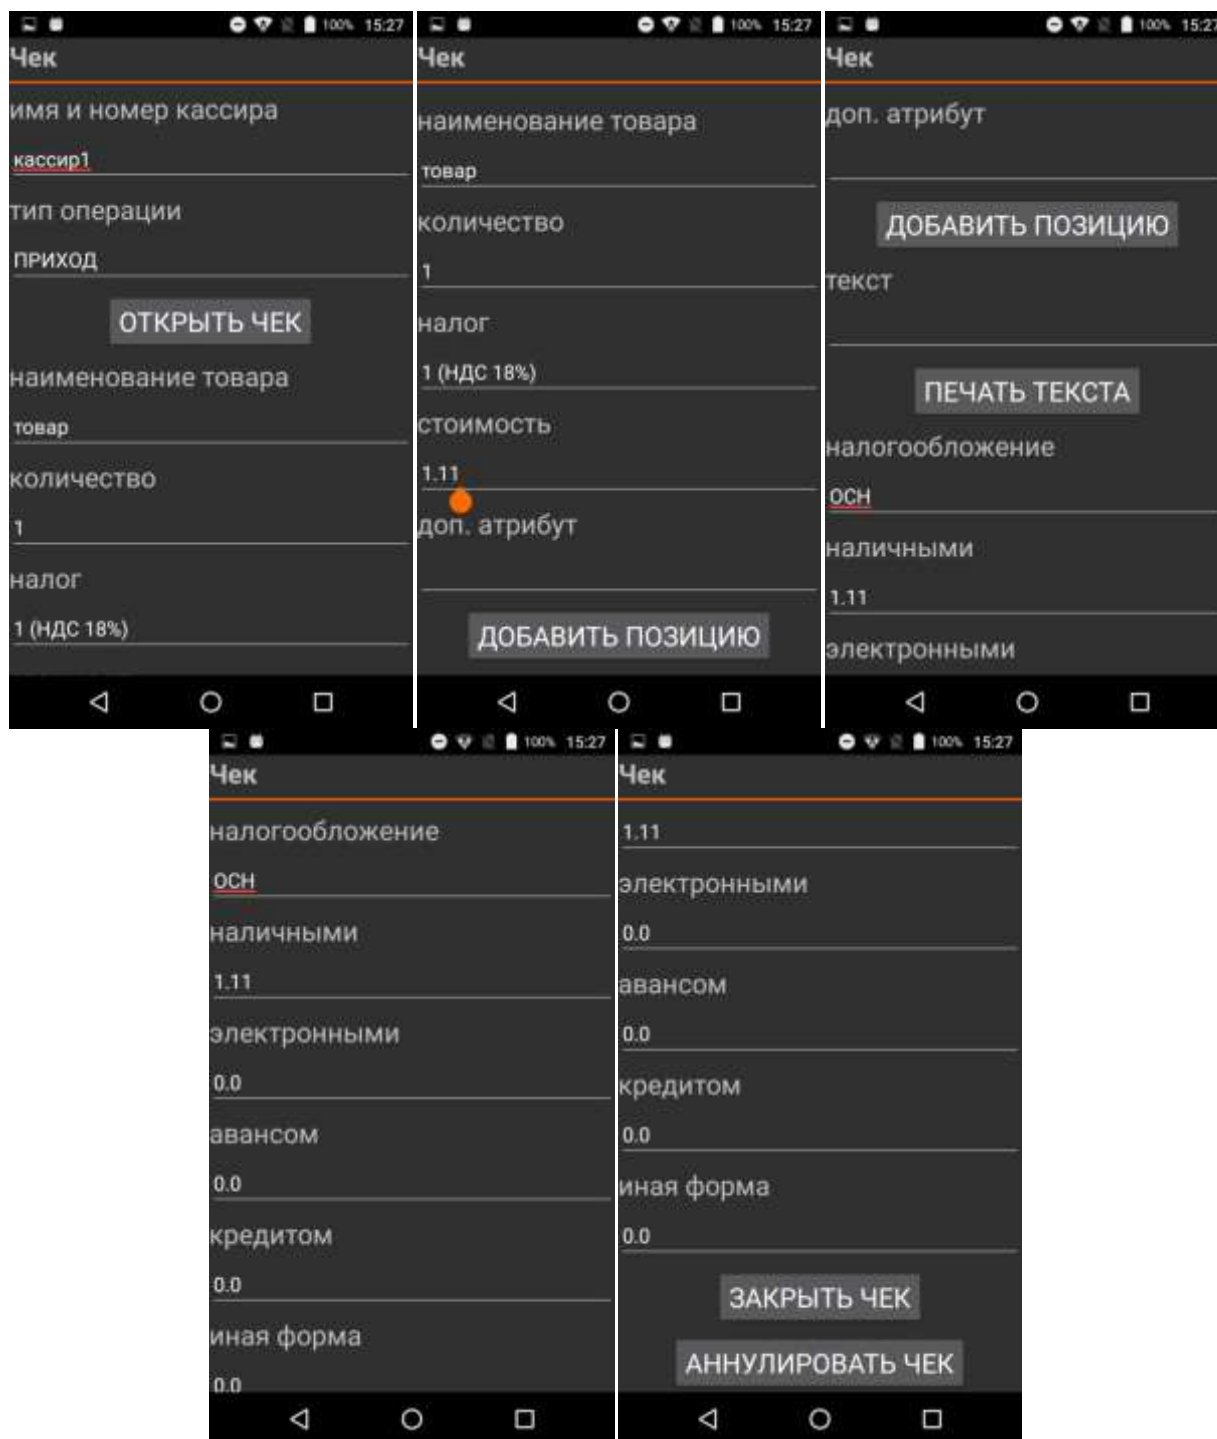 100% 15:27
Чек
имя и номер кассира
кассир1
тип операции
ПРИХОД
ОТКРЫТЬ ЧЕК
наименование товара
товар
количество
1
налог
1 (НДС 18%)
100% 15:27
Чек
наименование товара
товар
количество
1
налог
1 (НДС 18%)
стоимость
1.11
доп. атрибут
ДОБАВИТЬ ПОЗИЦИЮ
100% 15:27
Чек
доп. атрибут
ДОБАВИТЬ ПОЗИЦИЮ
текст
ПЕЧАТЬ ТЕКСТА
налогообложение
ОСН
наличными
1.11
электронными
100% 15:27
Чек
налогообложение
ОСН
наличными
1.11
электронными
0.0
авансом
0.0
кредитом
0.0
иная форма
0.0
100% 15:27
Чек
1.11
электронными
0.0
авансом
0.0
кредитом
0.0
иная форма
0.0
ЗАКРЫТЬ ЧЕК
АННУЛИРОВАТЬ ЧЕК